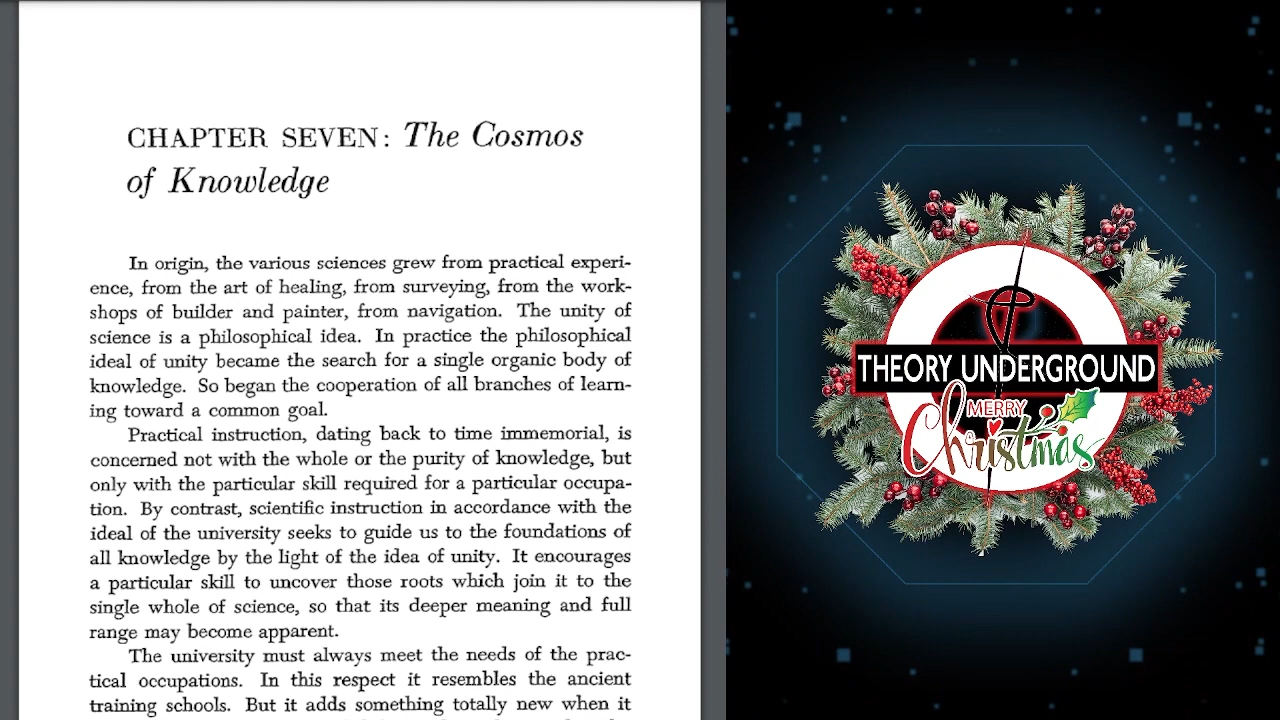 CHAPTER SEVEN: The Cosmos
of Knowledge
In origin, the various sciences grew from practical experi-
ence, from the art of healing, from surveying, from the work-
shops of builder and painter, from navigation. The unity of
science is a philosophical idea. In practice the philosophical
ideal of unity became the search for a single organic body of
knowledge. So began the cooperation of all branches of learn-
ing toward a common goal.
Practical instruction, dating back to time immemorial, is
concerned not with the whole or the purity of knowledge, but
only with the particular skill required for a particular occupa-
tion. By contrast, scientific instruction in accordance with the
ideal of the university seeks to guide us to the foundations of
all knowledge by the light of the idea of unity. It encourages
a particular skill to uncover those roots which join it to the
single whole of science, so that its deeper meaning and full
range may become apparent.
The university must always meet the needs of the prac-
tical occupations. In this respect it resembles the ancient
training schools. But it adds something totally new when it
THEORY UNDERGROUND
MERRY
Christmas